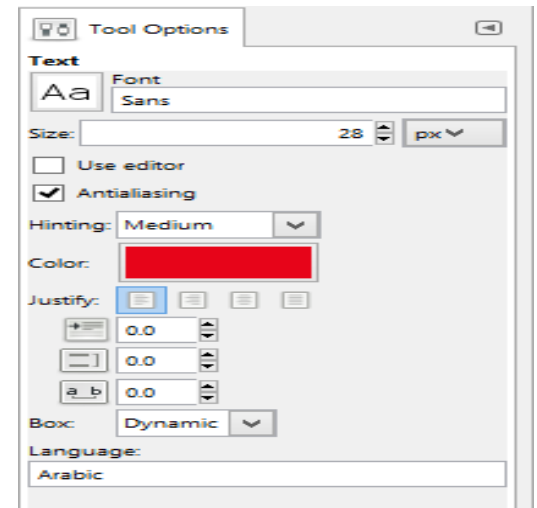 Tool Options
Text
Aa
Font
Sans
Size: 28 px
Use editor
Antialiasing
Hinting: Medium
Color:
Justify:
0.0
0.0
a b 0.0
Box: Dynamic
Language:
Arabic